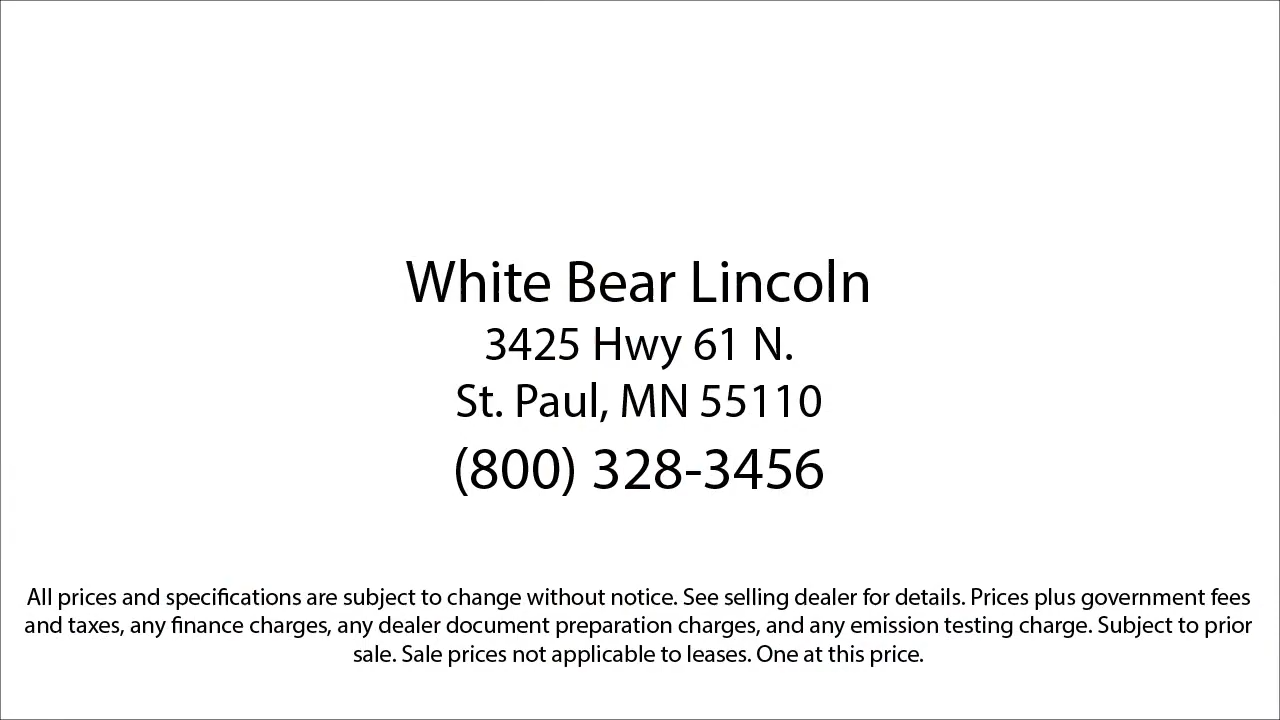 White Bear Lincoln
3425 Hwy 61 N.
St. Paul, MN 55110
(800) 328-3456
All prices and specifications are subject to change without notice. See selling dealer for details. Prices plus government fees
and taxes, any finance charges, any dealer document preparation charges, and any emission testing charge. Subject to prior
sale. Sale prices not applicable to leases. One at this price.